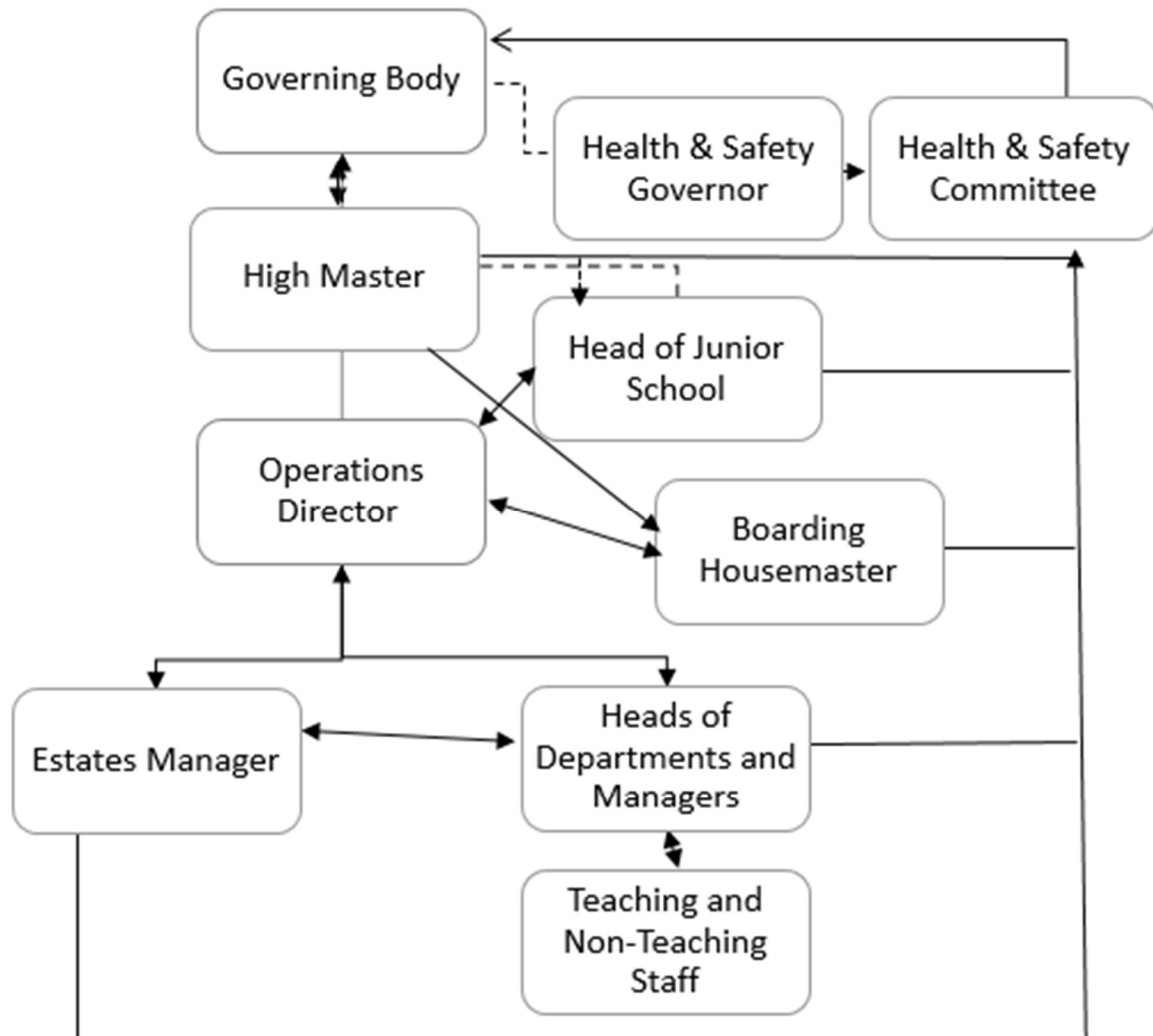 Governing Body
Health & Safety
Governor
Health & Safety
Committee
High Master
Head of Junior
School
Operations
Director
Boarding
Housemaster
Estates Manager
Heads of
Departments and
Managers
Teaching and
Non-Teaching
Staff